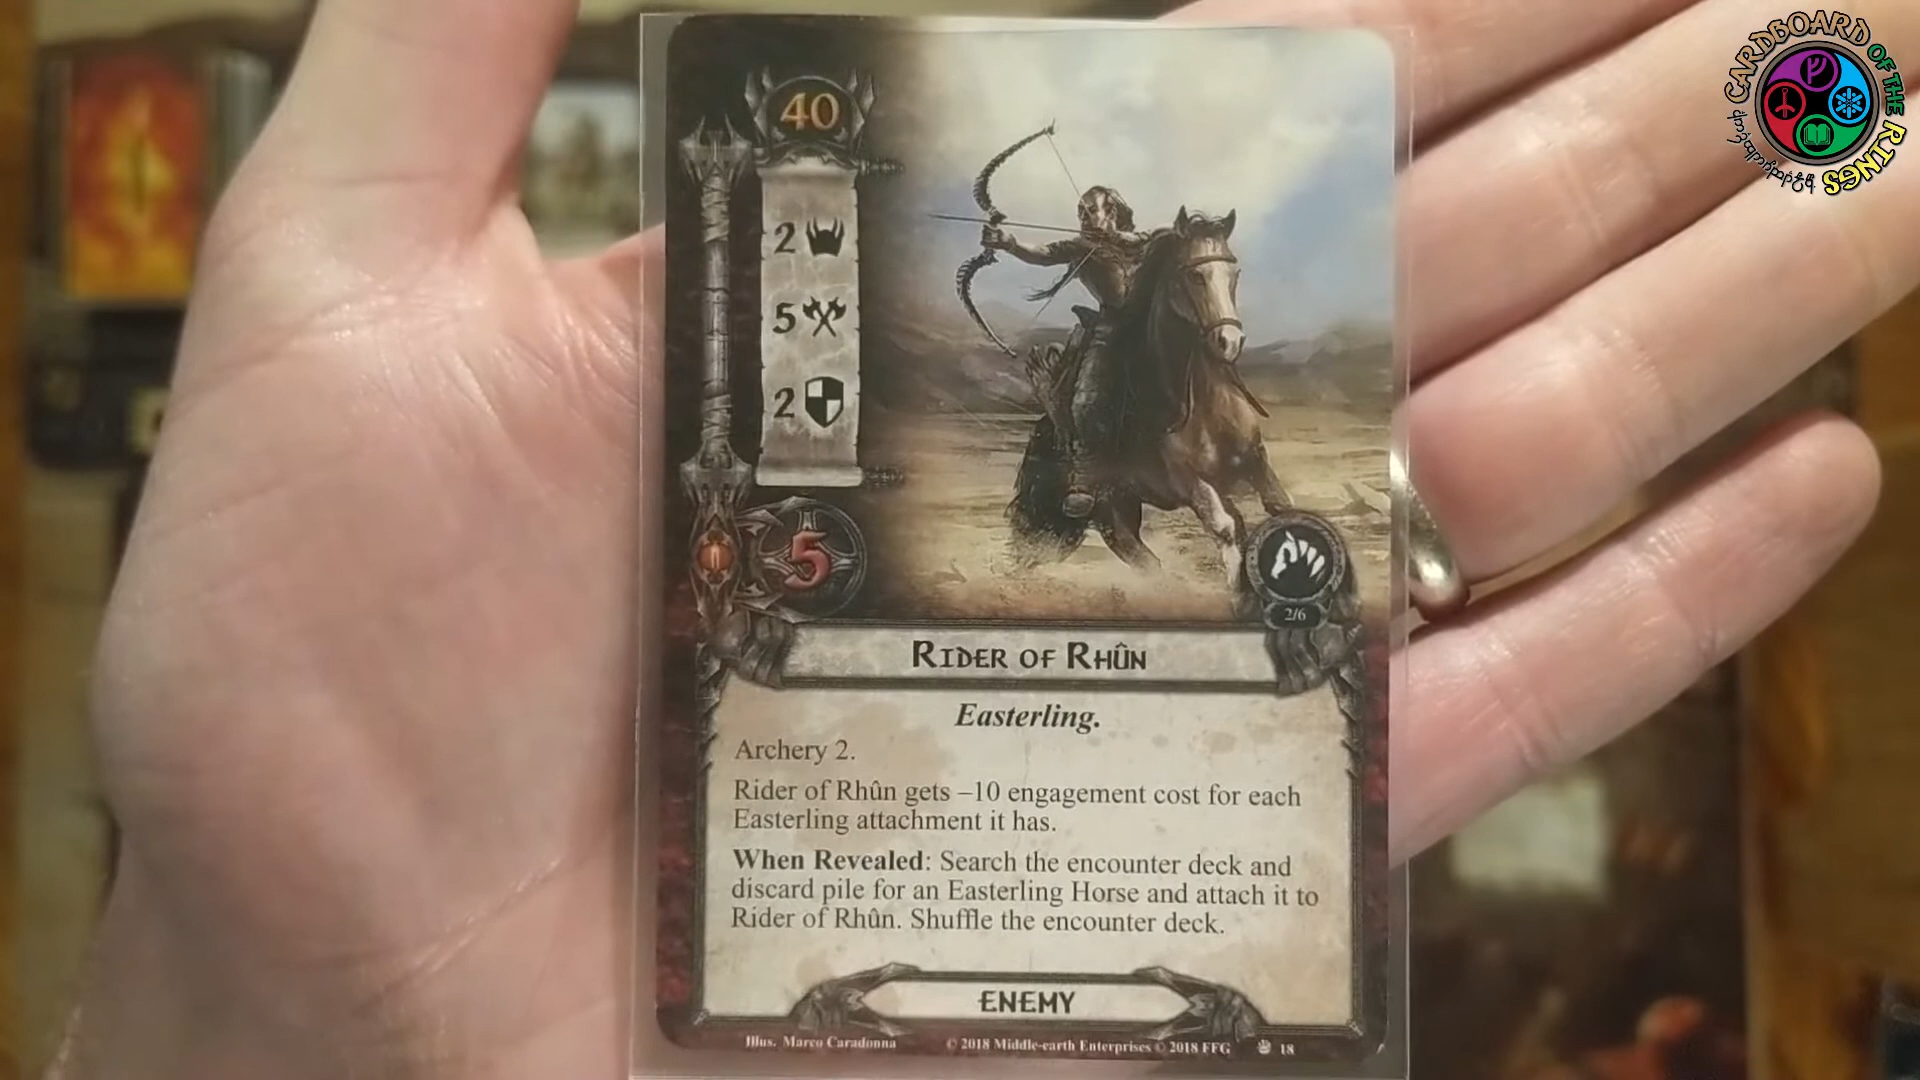 40
2
5
2
5
2/6
Rider of Rhûn
Easterling.
Archery 2.
Rider of Rhûn gets –10 engagement cost for each
Easterling attachment it has.
When Revealed: Search the encounter deck and
discard pile for an Easterling Horse and attach it to
Rider of Rhûn. Shuffle the encounter deck.
ENEMY
Illus. Marco Caradonna © 2018 Middle-earth Enterprises © 2018 FFG 18
CARDBOARD OF THE RINGS